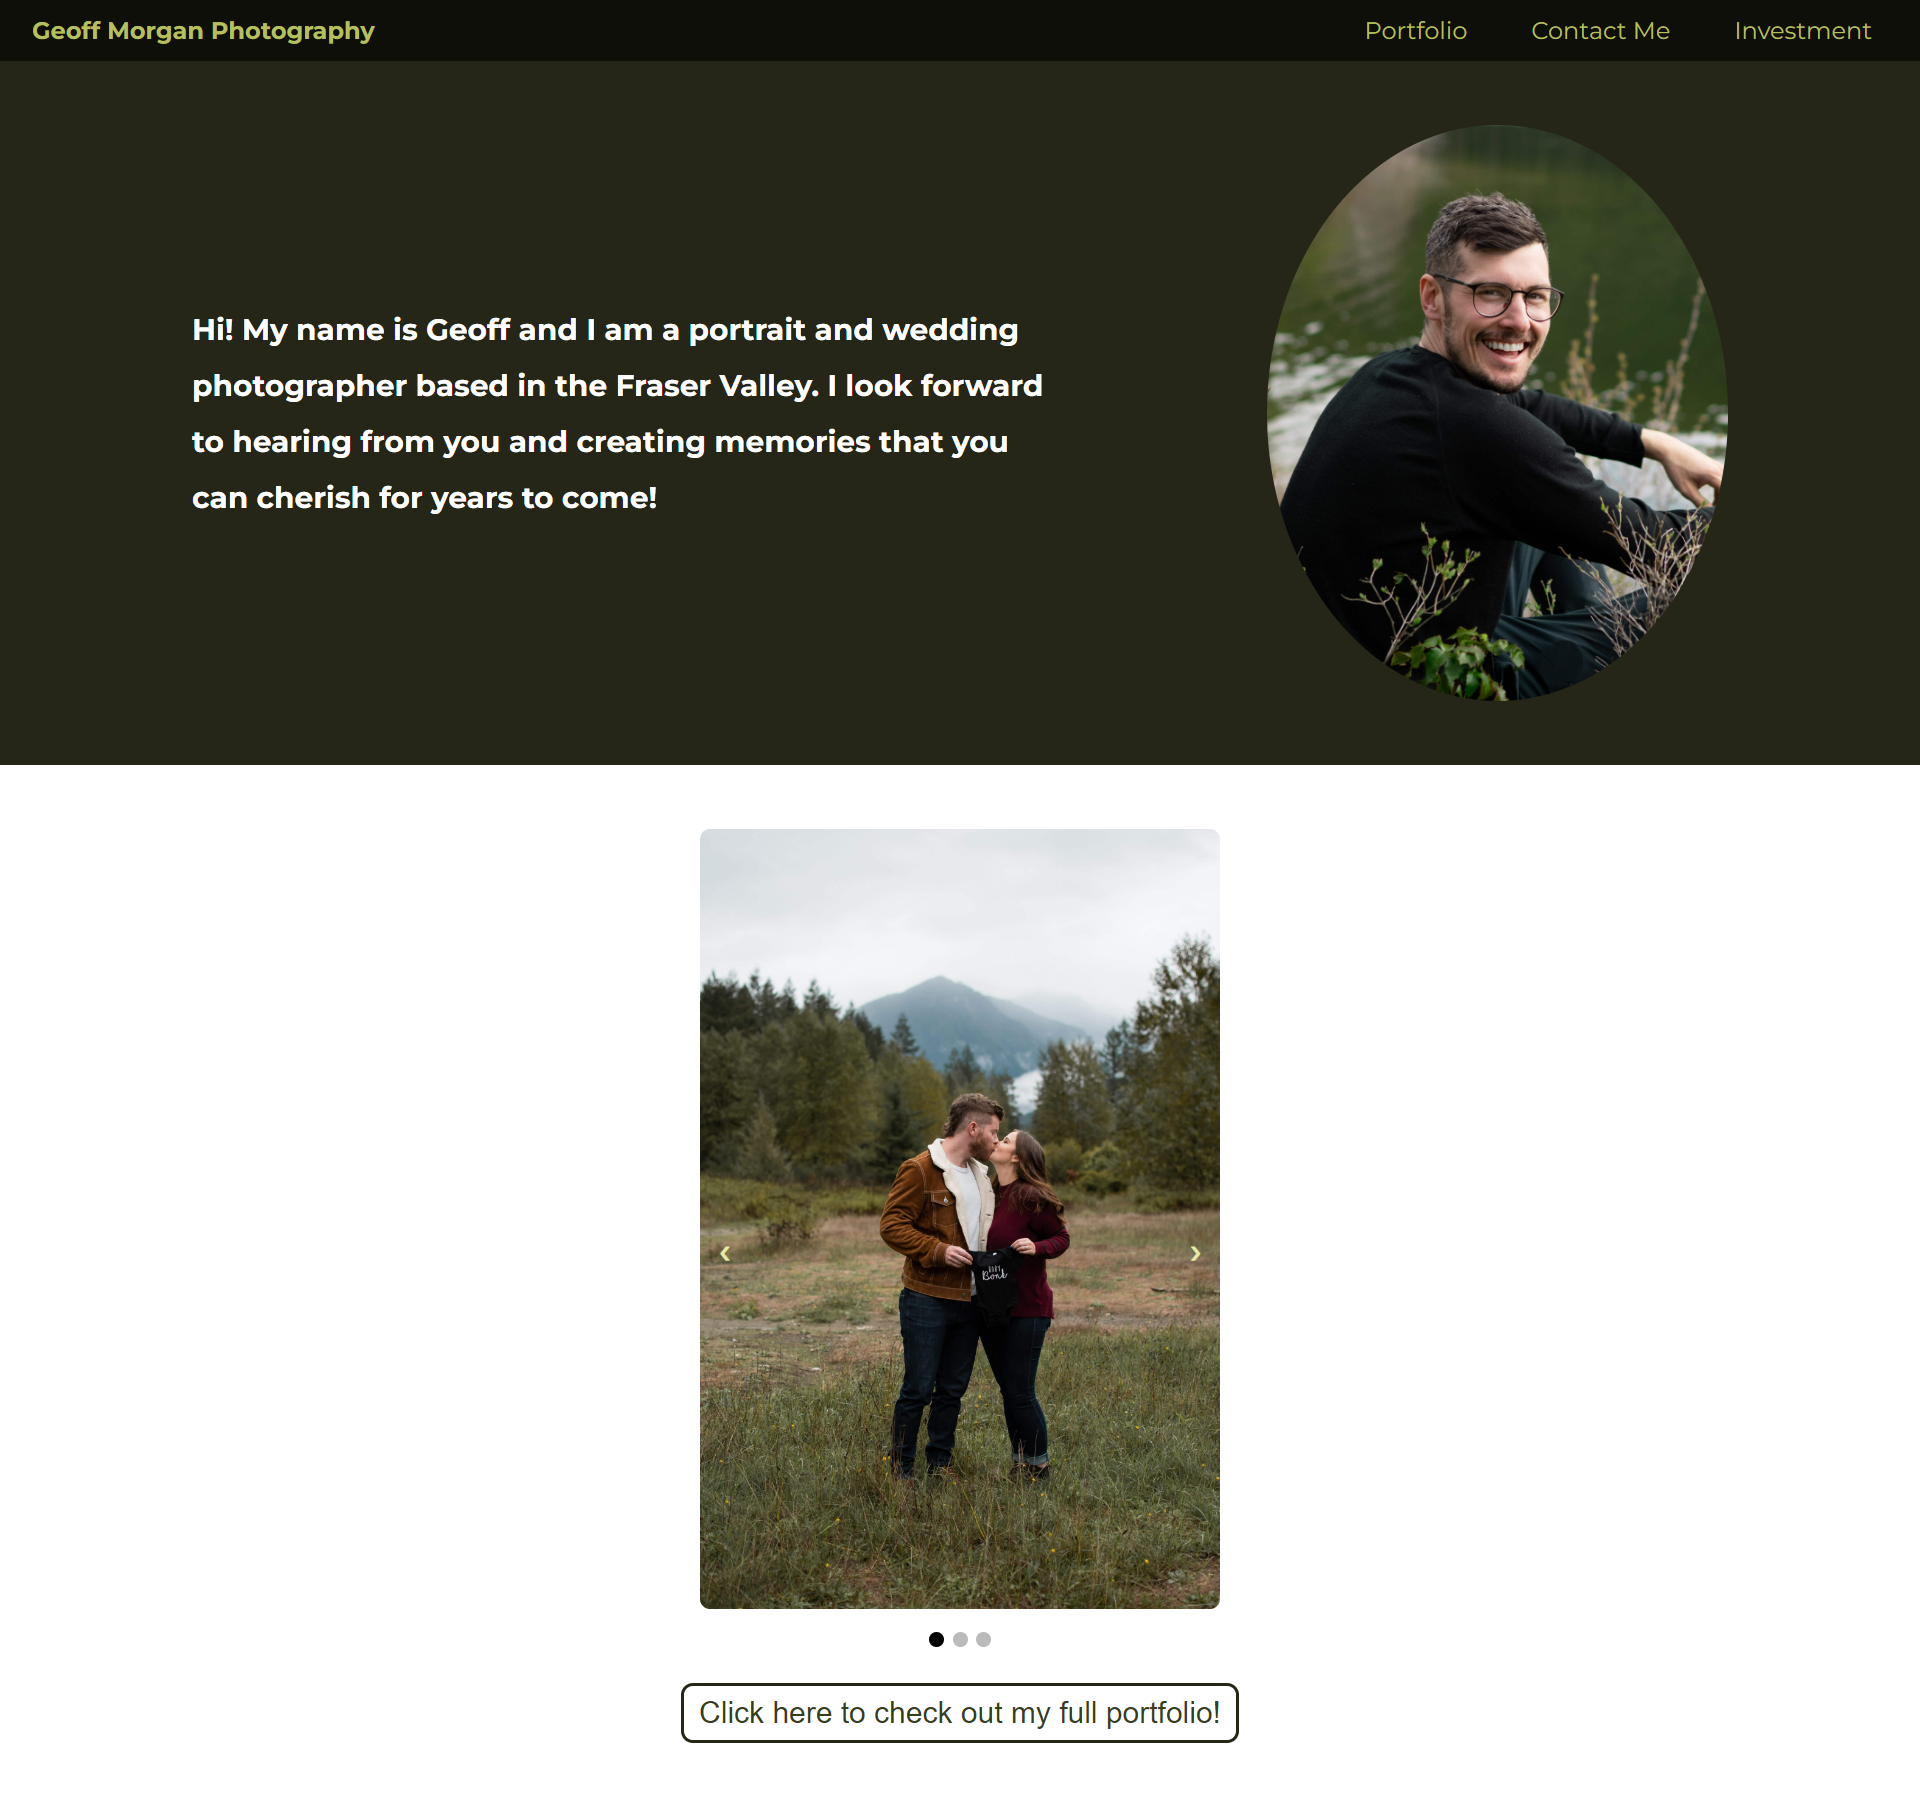 Geoff Morgan Photography
Portfolio Contact Me Investment
Hi! My name is Geoff and I am a portrait and wedding
photographer based in the Fraser Valley. I look forward
to hearing from you and creating memories that you
can cherish for years to come!
Click here to check out my full portfolio!